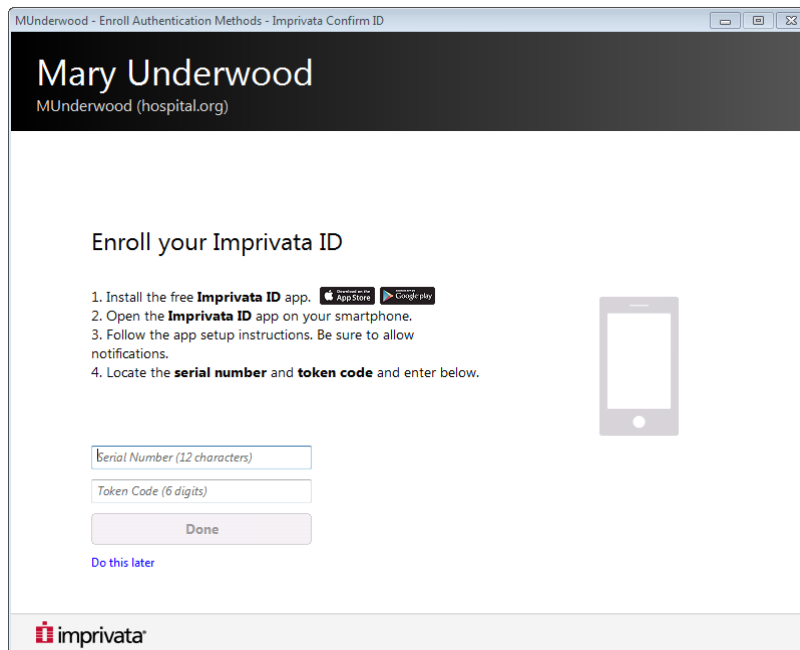 MUnderwood - Enroll Authentication Methods - Imprivata Confirm ID
Mary Underwood
MUnderwood (hospital.org)
Enroll your Imprivata ID
1. Install the free Imprivata ID app. Download on the App Store Google play
2. Open the Imprivata ID app on your smartphone.
3. Follow the app setup instructions. Be sure to allow
notifications.
4. Locate the serial number and token code and enter below.
Serial Number (12 characters)
Token Code (6 digits)
Done
Do this later
imprivata